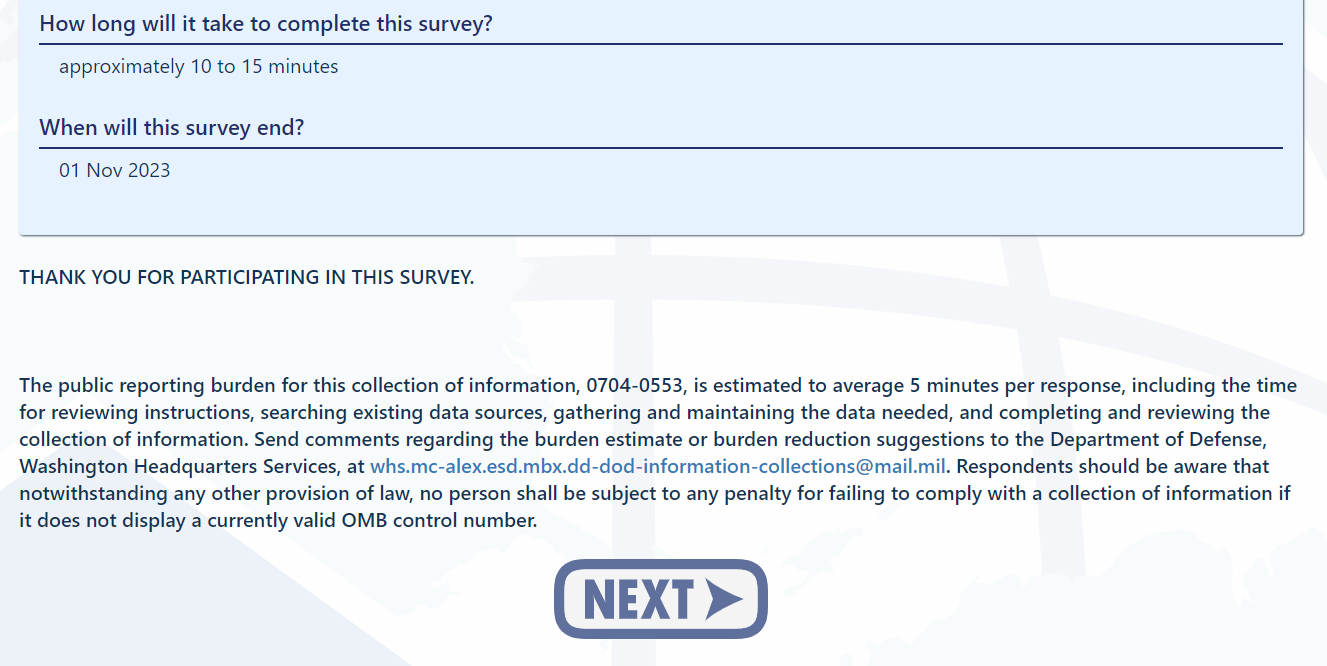 How long will it take to complete this survey?
approximately 10 to 15 minutes
When will this survey end?
01 Nov 2023
THANK YOU FOR PARTICIPATING IN THIS SURVEY.
The public reporting burden for this collection of information, 0704-0553, is estimated to average 5 minutes per response, including the time
for reviewing instructions, searching existing data sources, gathering and maintaining the data needed, and completing and reviewing the
collection of information. Send comments regarding the burden estimate or burden reduction suggestions to the Department of Defense,
Washington Headquarters Services, at whs.mc-alex.esd.mbx.dd-dod-information-collections@mail.mil. Respondents should be aware that
notwithstanding any other provision of law, no person shall be subject to any penalty for failing to comply with a collection of information if
it does not display a currently valid OMB control number.
NEXT